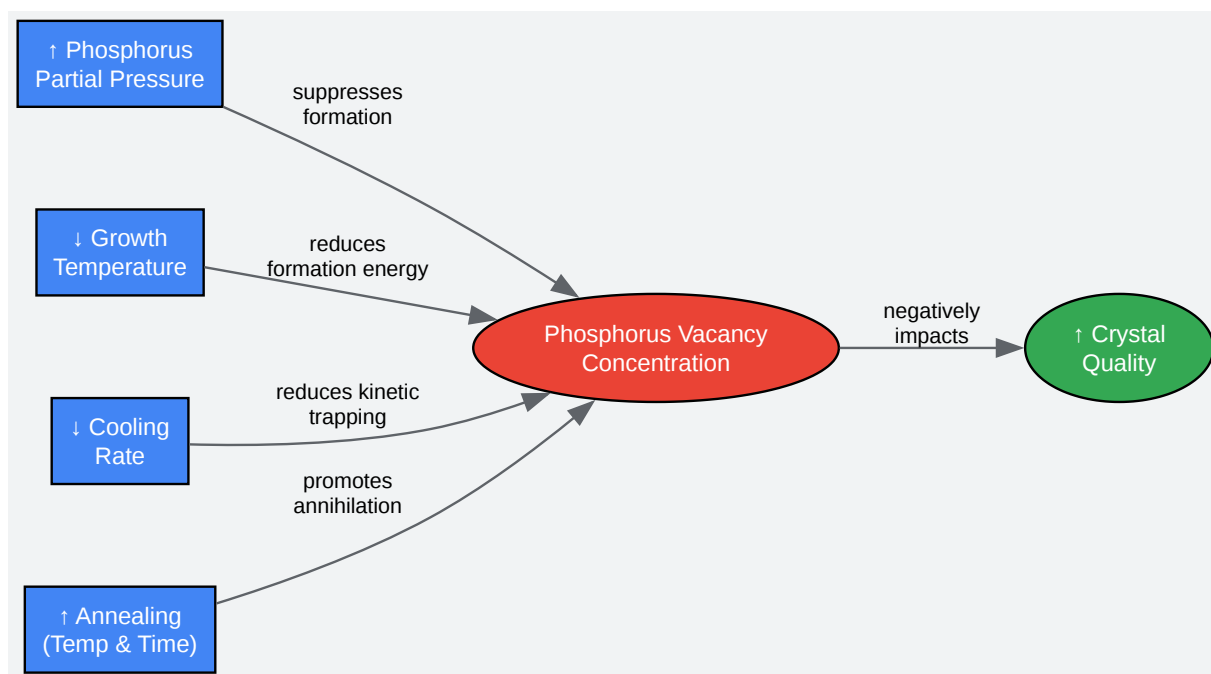 ↑ Phosphorus
Partial Pressure
suppresses
formation
↓ Growth
Temperature
reduces
formation energy
Phosphorus Vacancy
Concentration
negatively
impacts
↑ Crystal
Quality
↓ Cooling
Rate
reduces kinetic
trapping
promotes
annihilation
↑ Annealing
(Temp & Time)